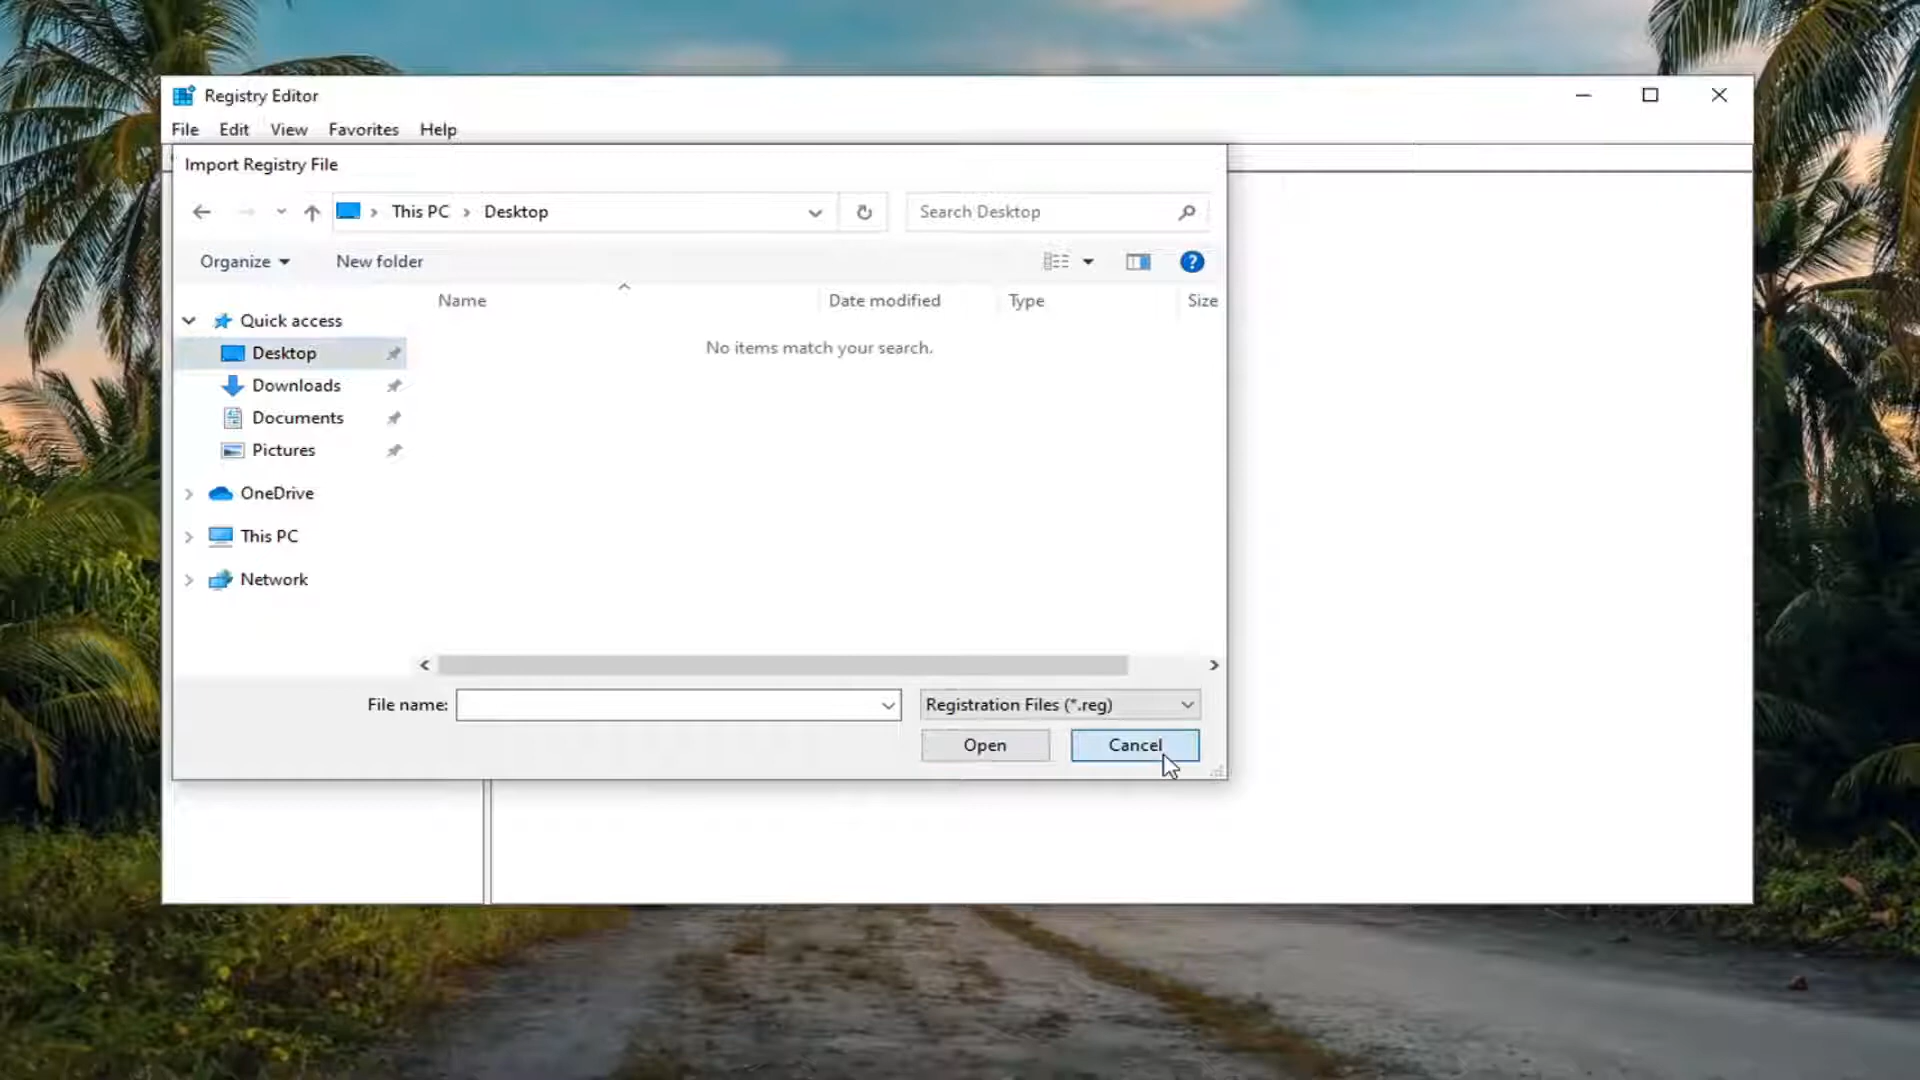 Registry Editor
File Edit View Favorites Help
Import Registry File
This PC Desktop
Search Desktop
Organize New folder
?
Name Date modified Type Size
No items match your search.
Quick access
Desktop
Downloads
Documents
Pictures
OneDrive
This PC
Network
File name:
Registration Files (*.reg)
Open Cancel